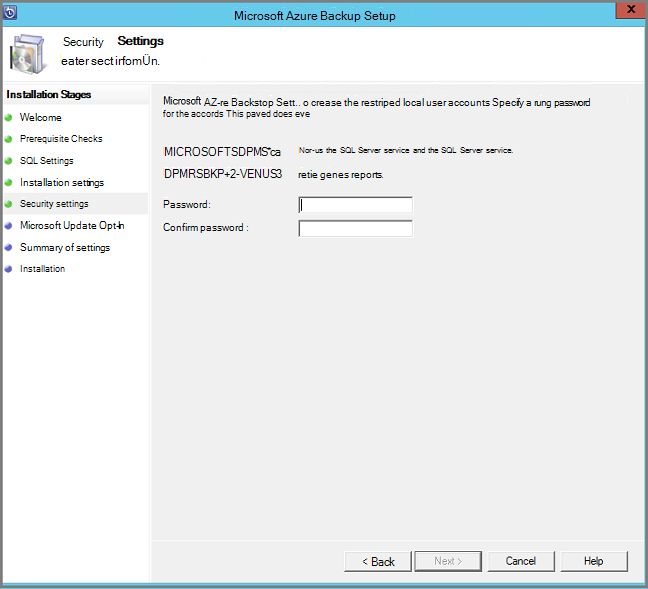 Microsoft Azure Backup Setup
X
Security Settings
eater sect irfomÜn.
Installation Stages
Welcome
Prerequisite Checks
SQL Settings
Installation settings
Security settings
Microsoft Update Opt-In
Summary of settings
Installation
Microsoft AZ-re Backstop Sett.. o crease the restriped local user accounts Specify a rung password
for the accords This paved does eve
MICROSOFTSDPMS*ca Nor-us the SQL Server service and the SQL Server service.
DPMRSBKP+2-VENUS3 retie genes reports.
Password:
Confirm password :
< Back
Next >
Cancel
Help